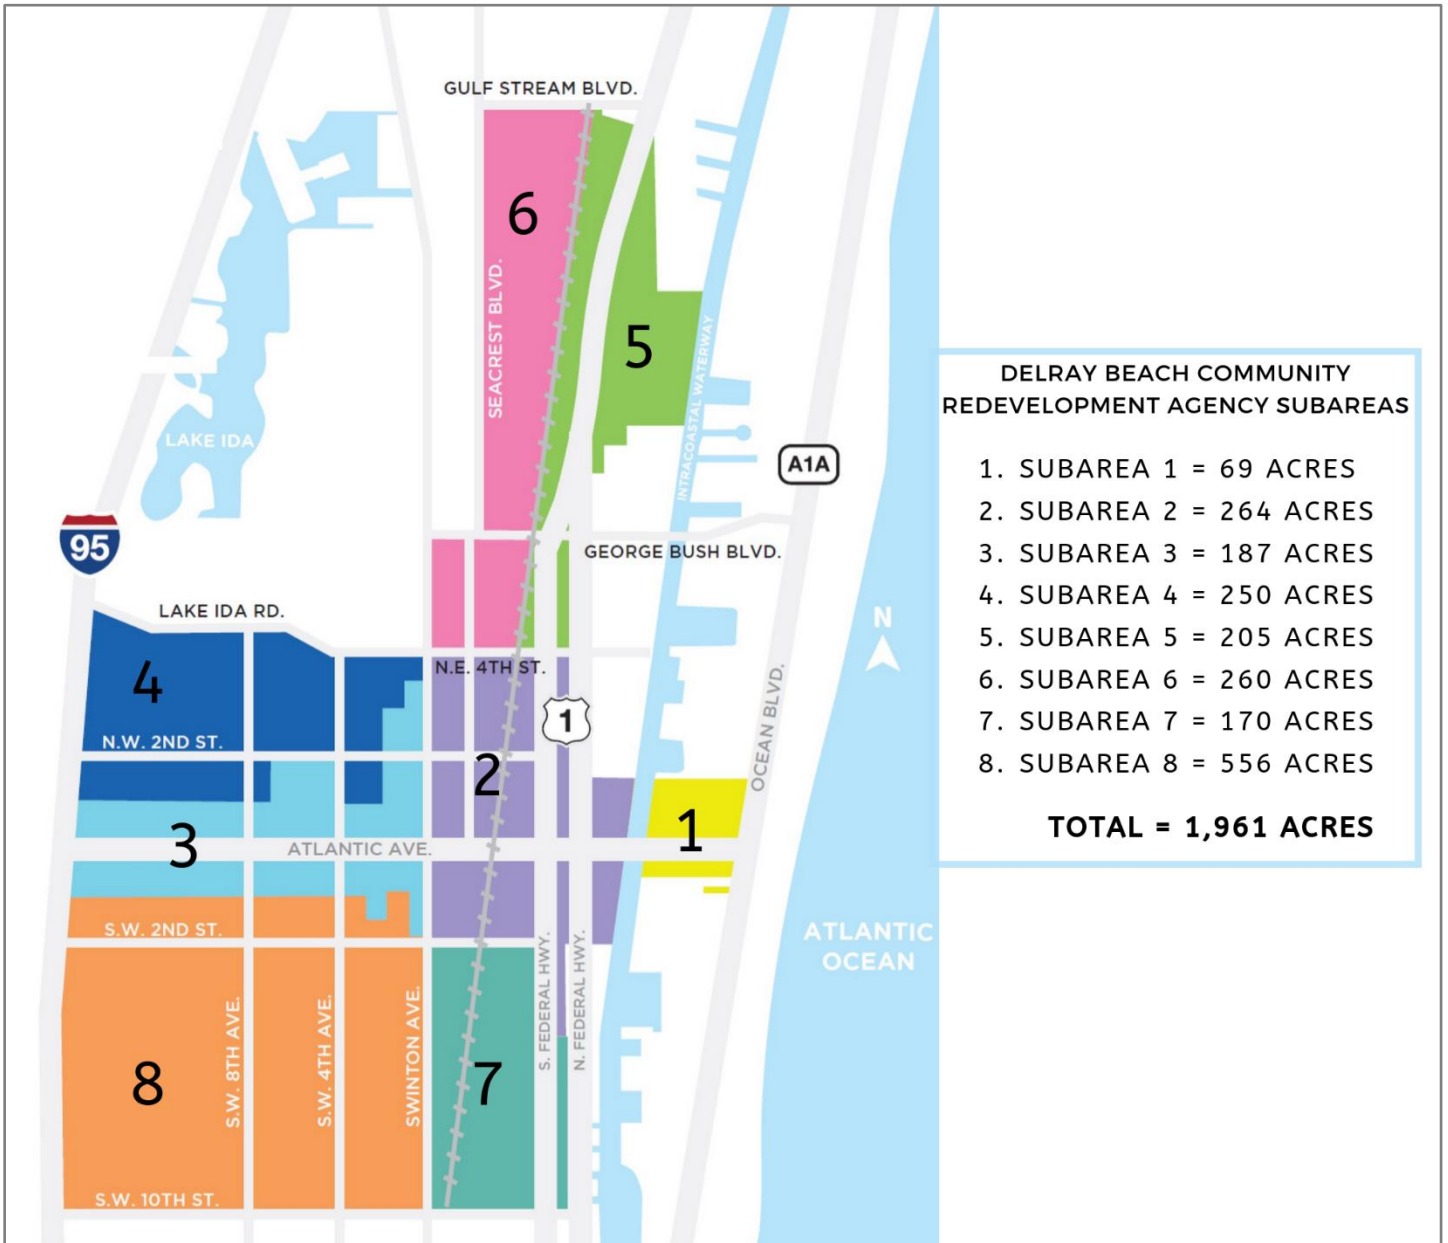 GULF STREAM BLVD.
6
SEACREST BLVD.
5
INTRACOASTAL WATERWAY
LAKE IDA
A1A
95
GEORGE BUSH BLVD.
LAKE IDA RD.
N
4
N.E. 4TH ST.
1
N.W. 2ND ST.
2
OCEAN BLVD.
3
ATLANTIC AVE.
1
S.W. 2ND ST.
ATLANTIC
OCEAN
S. FEDERAL HWY.
N. FEDERAL HWY.
S.W. 8TH AVE.
S.W. 4TH AVE.
SWINTON AVE.
8
7
S.W. 10TH ST.
DELRAY BEACH COMMUNITY
REDEVELOPMENT AGENCY SUBAREAS
1. SUBAREA 1 = 69 ACRES
2. SUBAREA 2 = 264 ACRES
3. SUBAREA 3 = 187 ACRES
4. SUBAREA 4 = 250 ACRES
5. SUBAREA 5 = 205 ACRES
6. SUBAREA 6 = 260 ACRES
7. SUBAREA 7 = 170 ACRES
8. SUBAREA 8 = 556 ACRES
TOTAL = 1,961 ACRES